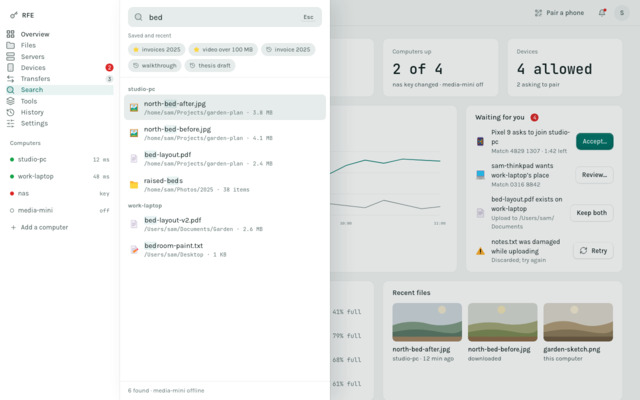 RFE
Overview
Files
Servers
Devices 2
Transfers 3
Search
Tools
History
Settings
Computers
studio-pc 12 ms
work-laptop 48 ms
nas key
media-mini off
Add a computer
bed Esc
Saved and recent
invoices 2025
video over 100 MB
invoice 2025
walkthrough
thesis draft
studio-pc
north-bed-after.jpg
/home/sam/Projects/garden-plan · 3.8 MB
north-bed-before.jpg
/home/sam/Projects/garden-plan · 4.1 MB
bed-layout.pdf
/home/sam/Projects/garden-plan · 2.4 MB
raised-beds
/home/sam/Photos/2025 · 38 items
work-laptop
bed-layout-v2.pdf
/Users/sam/Documents/Garden · 2.6 MB
bedroom-paint.txt
/Users/sam/Desktop · 1 KB
6 found · media-mini offline
Pair a phone
S
Computers up
2 of 4
nas key changed · media-mini off
Devices
4 allowed
2 asking to pair
10:00
11:00
Waiting for you 4
Pixel 9 asks to join studio-
pc
Match 4829 1307 · 1:42 left
Accept…
sam-thinkpad wants
work-laptop's place
Match 0316 8842
Review…
bed-layout.pdf exists on
work-laptop
Upload to /Users/sam/
Documents
Keep both
notes.txt was damaged
while uploading
Discarded; try again
Retry
41% full
79% full
68% full
61% full
Recent files
north-bed-after.jpg
studio-pc · 12 min ago
north-bed-before.jpg
downloaded
garden-sketch.png
this computer